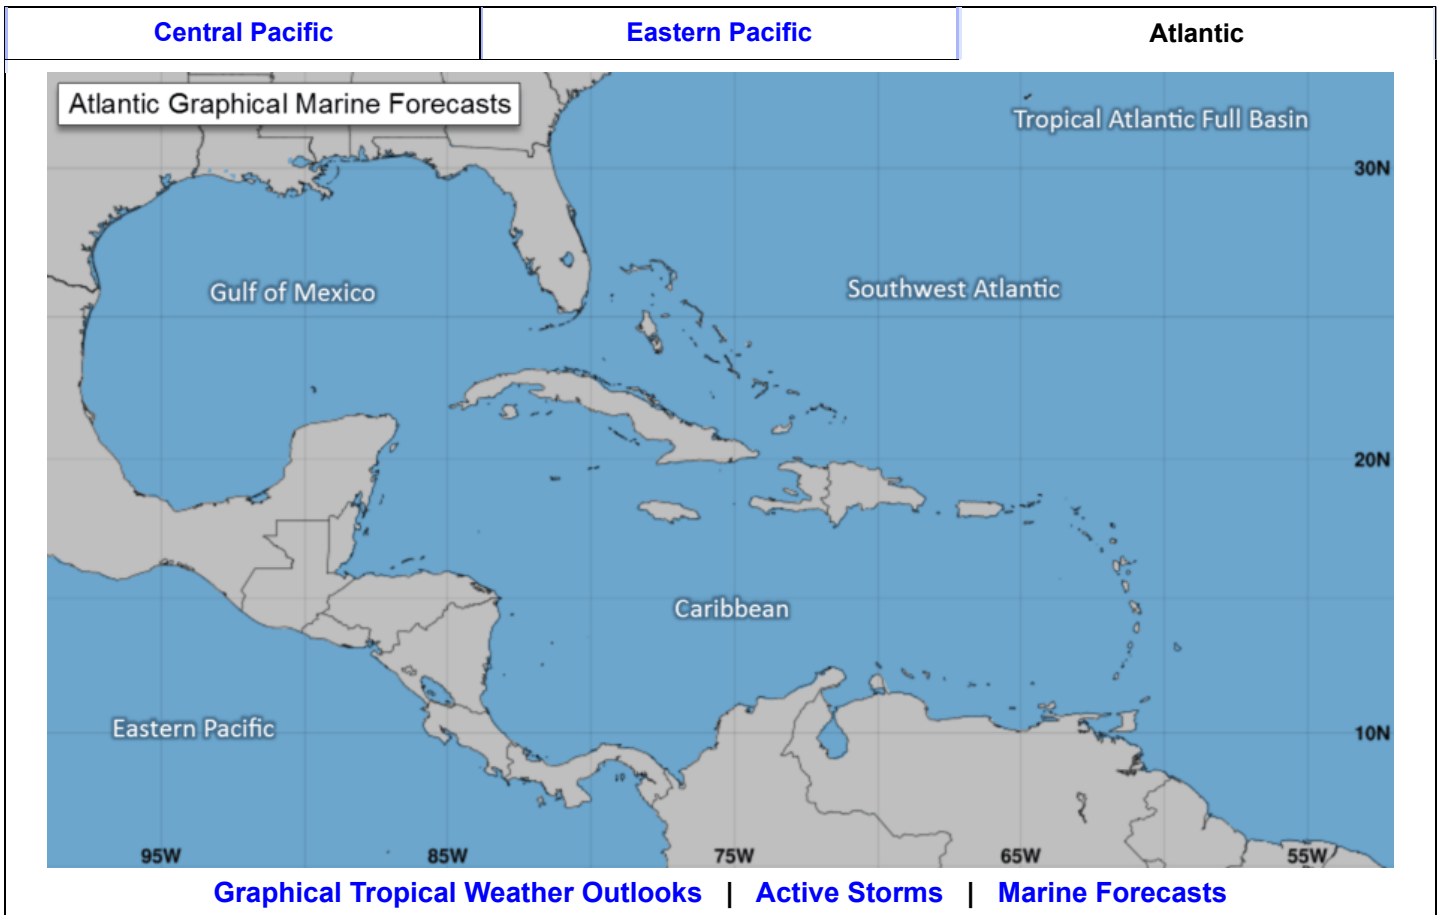 Central Pacific
Eastern Pacific
Atlantic
Atlantic Graphical Marine Forecasts
Tropical Atlantic Full Basin
30N
Gulf of Mexico
Southwest Atlantic
20N
Caribbean
Eastern Pacific
10N
95W
85W
75W
65W
55W
Graphical Tropical Weather Outlooks | Active Storms | Marine Forecasts